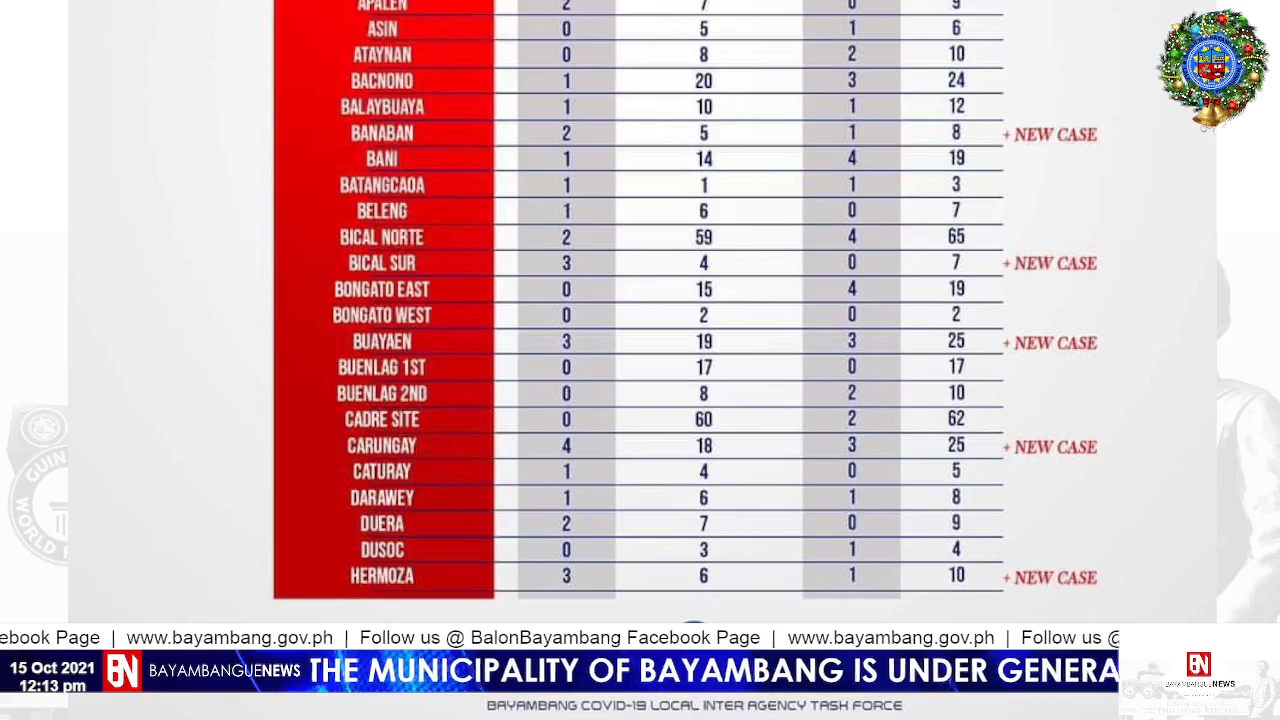 APALEN 2 7 0 9
ASIN 0 5 1 6
ATAYNAN 0 8 2 10
BACNONO 1 20 3 24
BALAYBUAYA 1 10 1 12
BANABAN 2 5 1 8 + NEW CASE
BANI 1 14 4 19
BATANGCAOA 1 1 1 3
BELENG 1 6 0 7
BICAL NORTE 2 59 4 65
BICAL SUR 3 4 0 7 + NEW CASE
BONGATO EAST 0 15 4 19
BONGATO WEST 0 2 0 2
BUAYAEN 3 19 3 25 + NEW CASE
BUENLAG 1ST 0 17 0 17
BUENLAG 2ND 0 8 2 10
CADRE SITE 0 60 2 62
CARUNGAY 4 18 3 25 + NEW CASE
CATURAY 1 4 0 5
DARAWEY 1 6 1 8
DUERA 2 7 0 9
DUSOC 0 3 1 4
HERMOZA 3 6 1 10 + NEW CASE
GUIN
WORLD R
ebook Page | www.bayambang.gov.ph | Follow us @ BalonBayambang Facebook Page | www.bayambang.gov.ph | Follow us @
15 Oct 2021
12:13 pm
BN BAYAMBANGUENEWS THE MUNICIPALITY OF BAYAMBANG IS UNDER GENERA
BN
BAYAMBANGUENEWS
BAYAMBANG COVID-19 LOCAL INTER AGENCY TASK FORCE